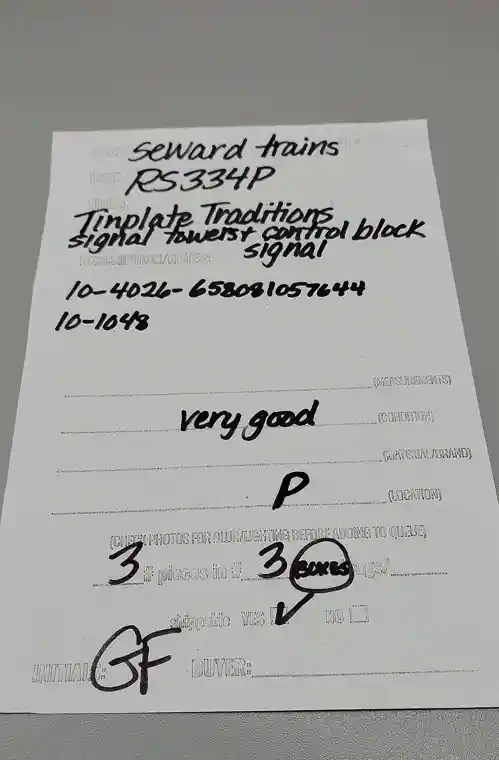 seward trains
RS334P
Tinplate Traditions
signal towers + control block
signal
10-4026-658081057644
10-1048
(MEASUREMENTS)
very good (CONDITION)
(MATERIAL/BRAND)
P (LOCATION)
(CHECK PHOTOS FOR BLUR/LIGHTING BEFORE ADDING TO QUEUE)
3 # pieces in # 3 BOXES
shippable YES NO
INITIALS: GF BUYER: